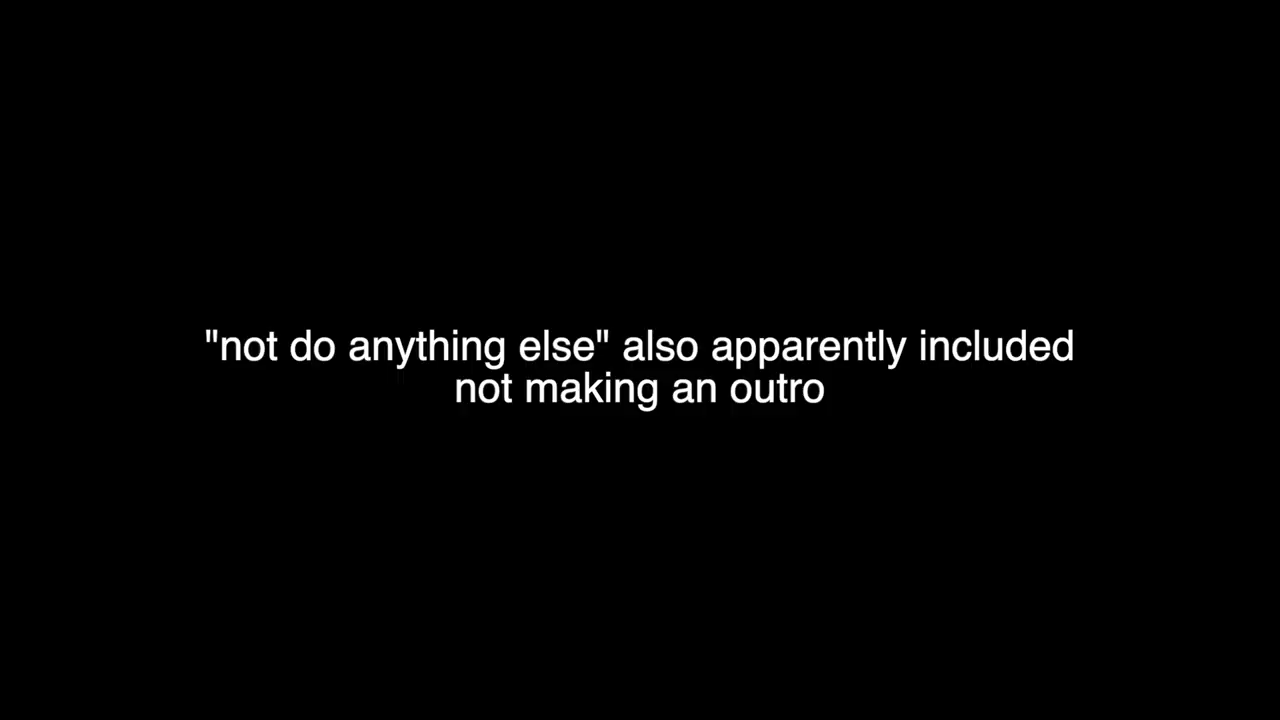 "not do anything else" also apparently included
not making an outro